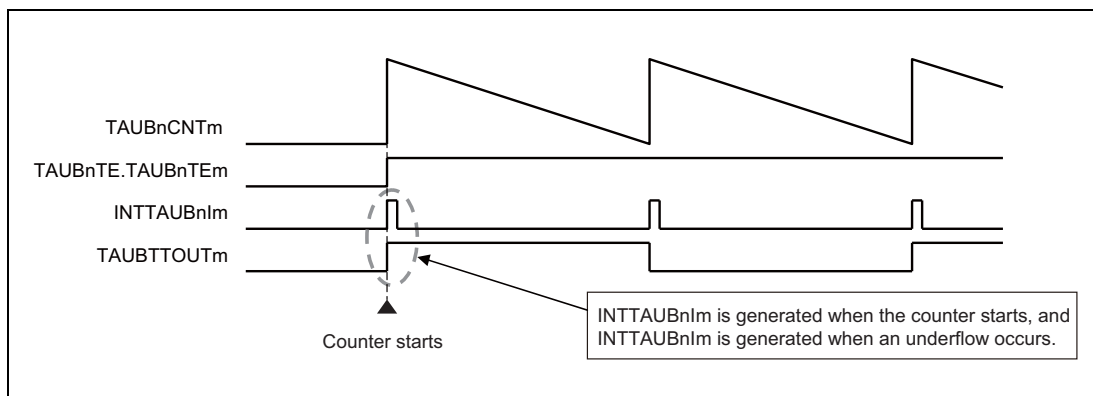 TAUBnCNTm
TAUBnTE.TAUBnTEm
INTTAUBnIm
TAUBTTOUTm
Counter starts
INTTAUBnIm is generated when the counter starts, and
INTTAUBnIm is generated when an underflow occurs.